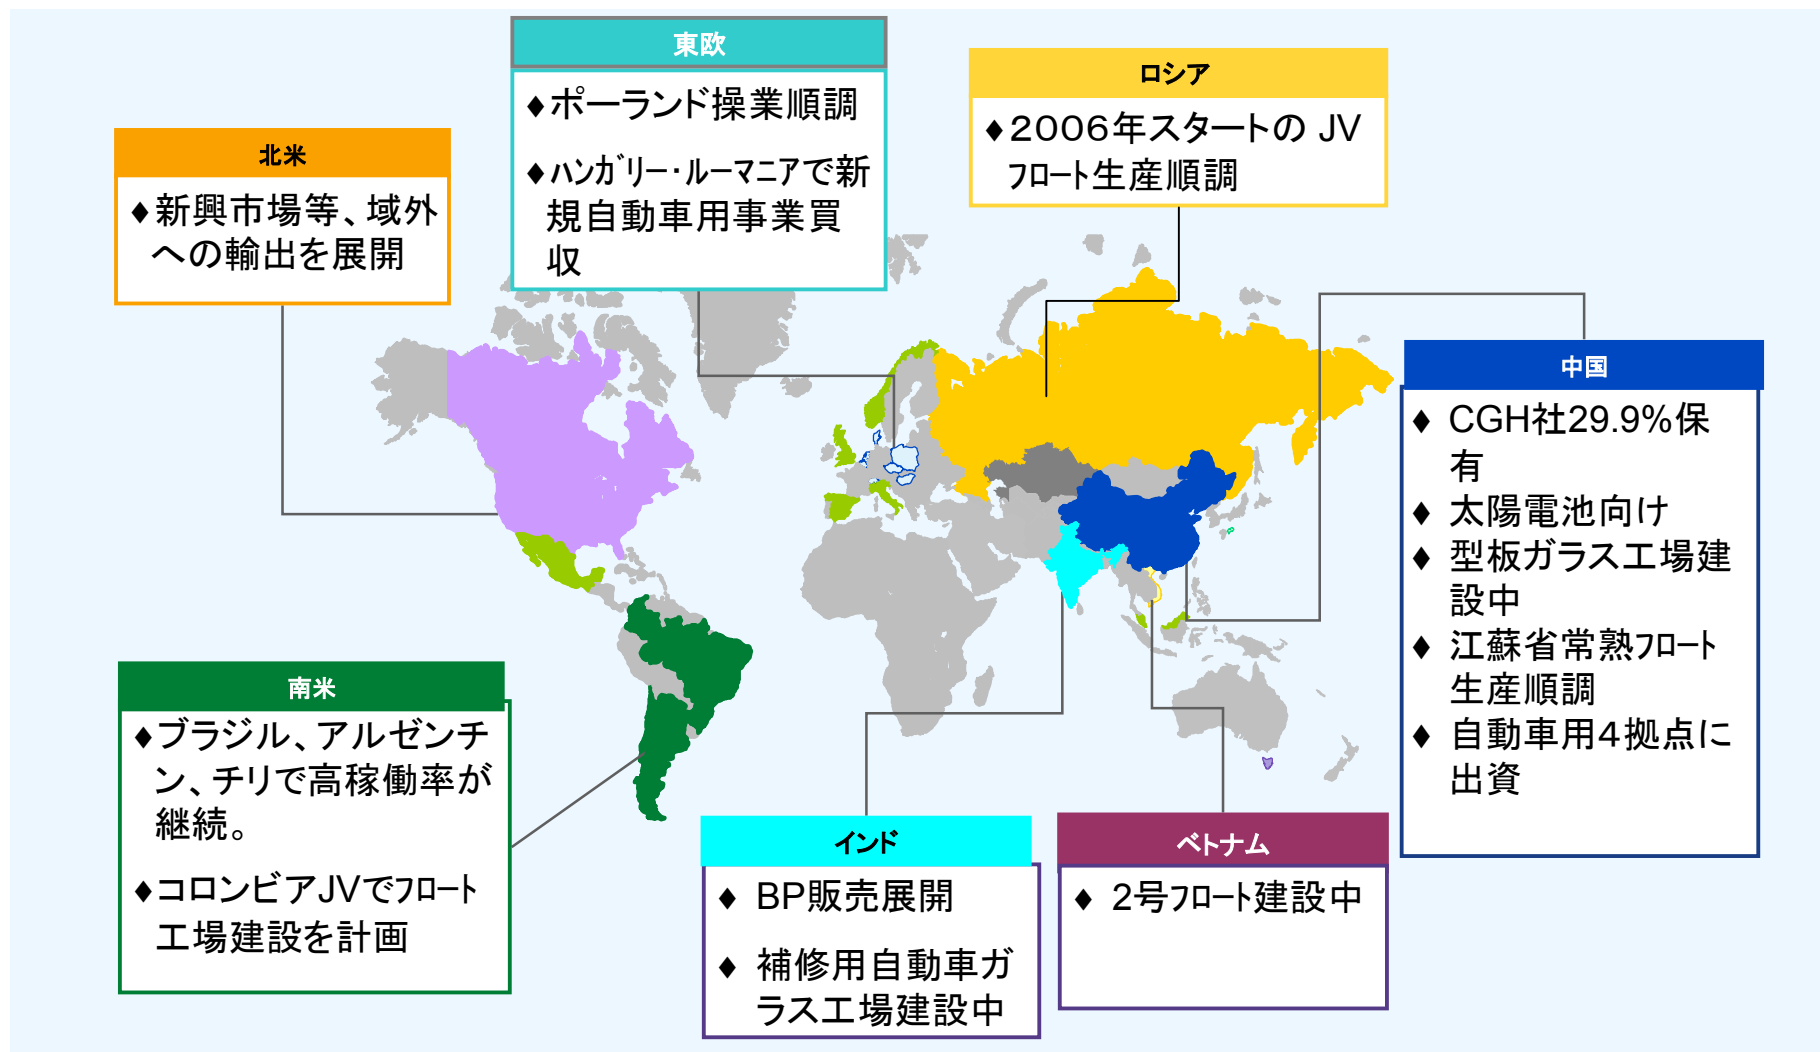 東欧
♦ポーランド操業順調
♦ハンガリー・ルーマニアで新
規自動車用事業買
収
ロシア
♦２００６年スタートの JV
フロート生産順調
北米
♦新興市場等、域外
への輸出を展開
中国
♦ CGH社29.9%保
有
♦ 太陽電池向け
♦ 型板ガラス工場建
設中
♦ 江蘇省常熟フロート
生産順調
♦ 自動車用４拠点に
出資
南米
♦ブラジル、アルゼンチ
ン、チリで高稼働率が
継続。
♦コロンビアJVでフロート
工場建設を計画
インド
♦ BP販売展開
♦ 補修用自動車ガ
ラス工場建設中
ベトナム
♦ 2号フロート建設中